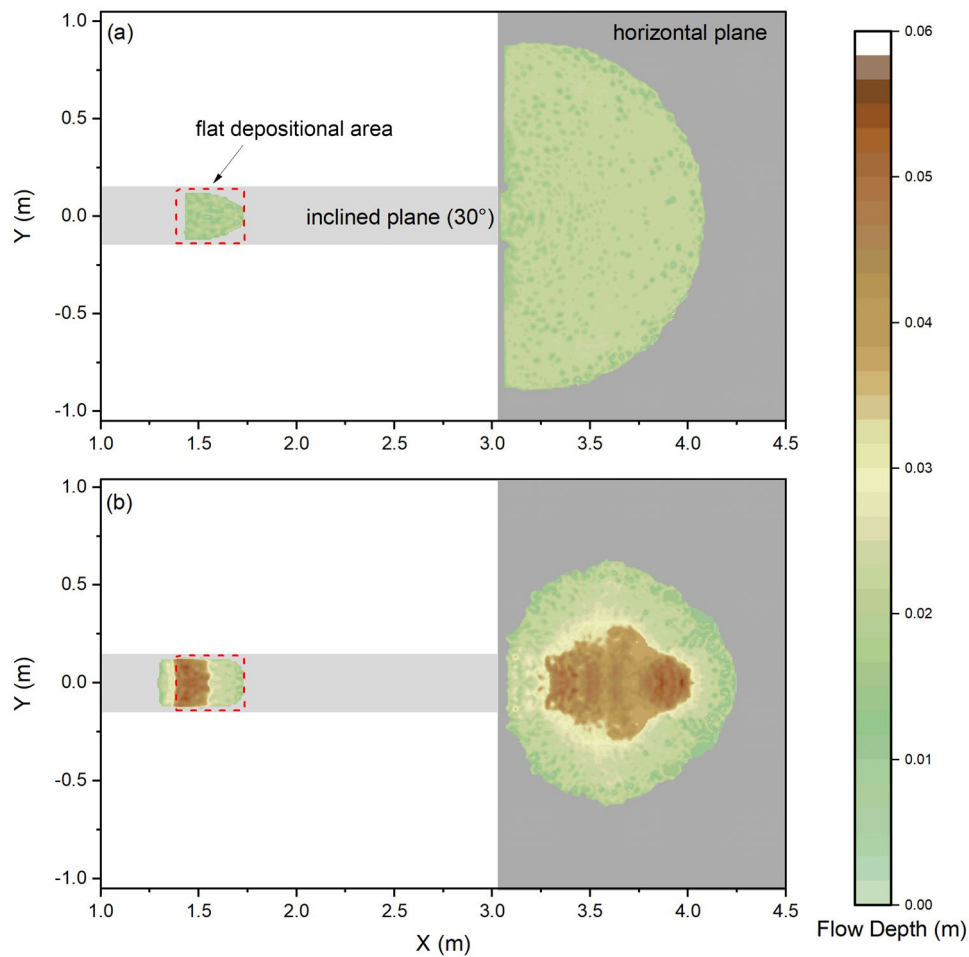 (a)
horizontal plane
flat depositional area
inclined plane (30°)
Y (m)
1.0
0.5
0.0
-0.5
-1.0
1.0 1.5 2.0 2.5 3.0 3.5 4.0 4.5
(b)
Y (m)
1.0
0.5
0.0
-0.5
-1.0
1.0 1.5 2.0 2.5 3.0 3.5 4.0 4.5
X (m)
0.06
0.05
0.04
0.03
0.02
0.01
0.00
Flow Depth (m)